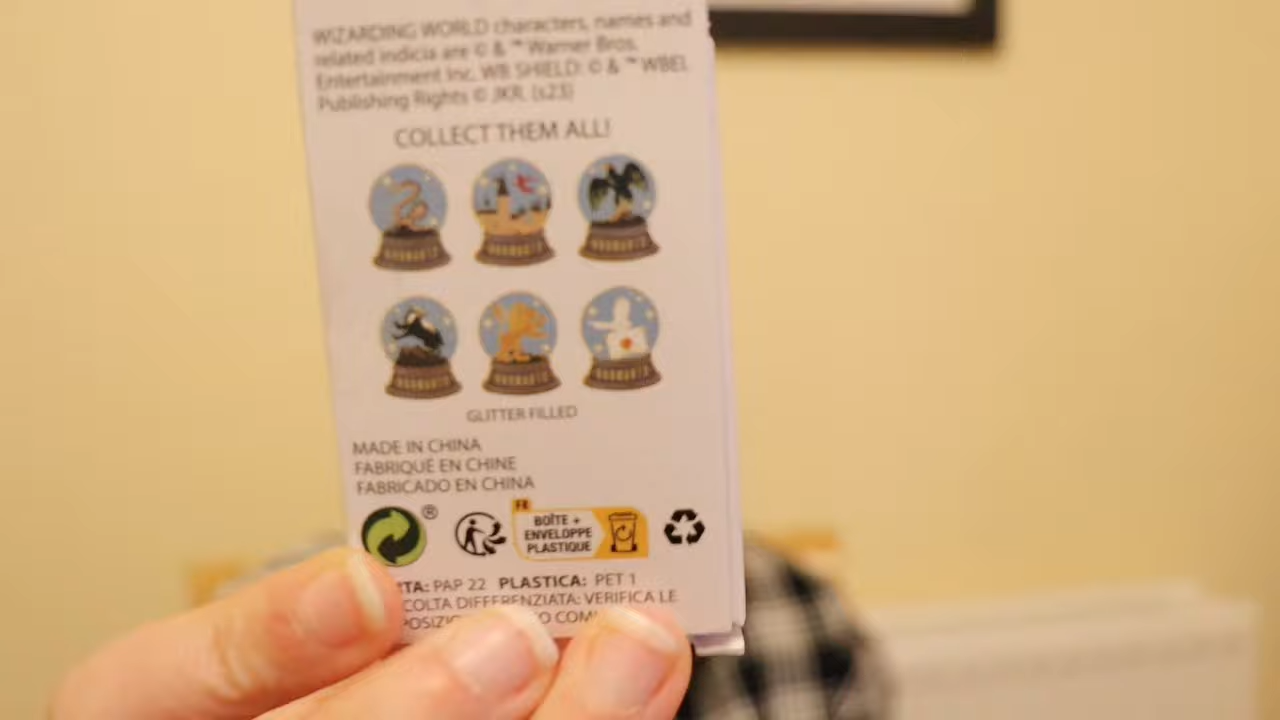 WIZARDING WORLD characters, names and
related indicia are © & ™ Warner Bros.
Entertainment Inc. WB SHIELD: © & ™ WBEI.
Publishing Rights © JKR. (s23)
COLLECT THEM ALL!
GLITTER FILLED
MADE IN CHINA
FABRIQUÉ EN CHINE
FABRICADO EN CHINA
®
FR
BOÎTE +
ENVELOPPE
PLASTIQUE
TA: PAP 22 PLASTICA: PET 1
COLTA DIFFERENZIATA: VERIFICA LE